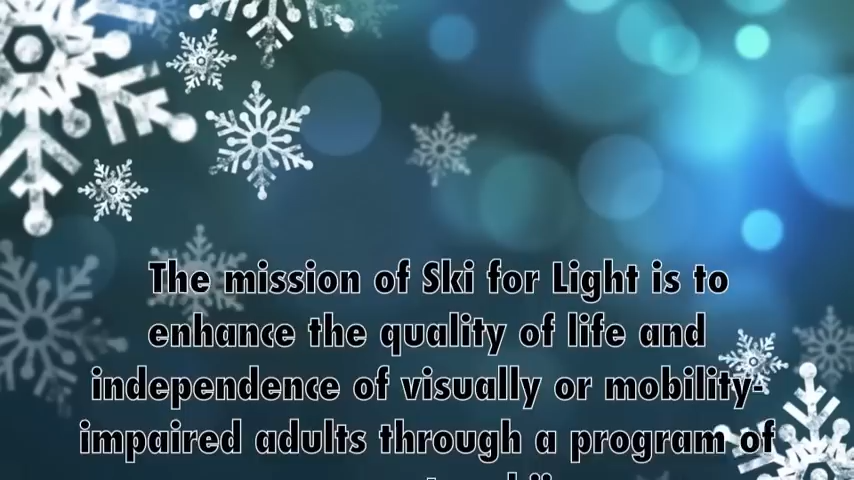 The mission of Ski for Light is to
enhance the quality of life and
independence of visually or mobility-
impaired adults through a program of